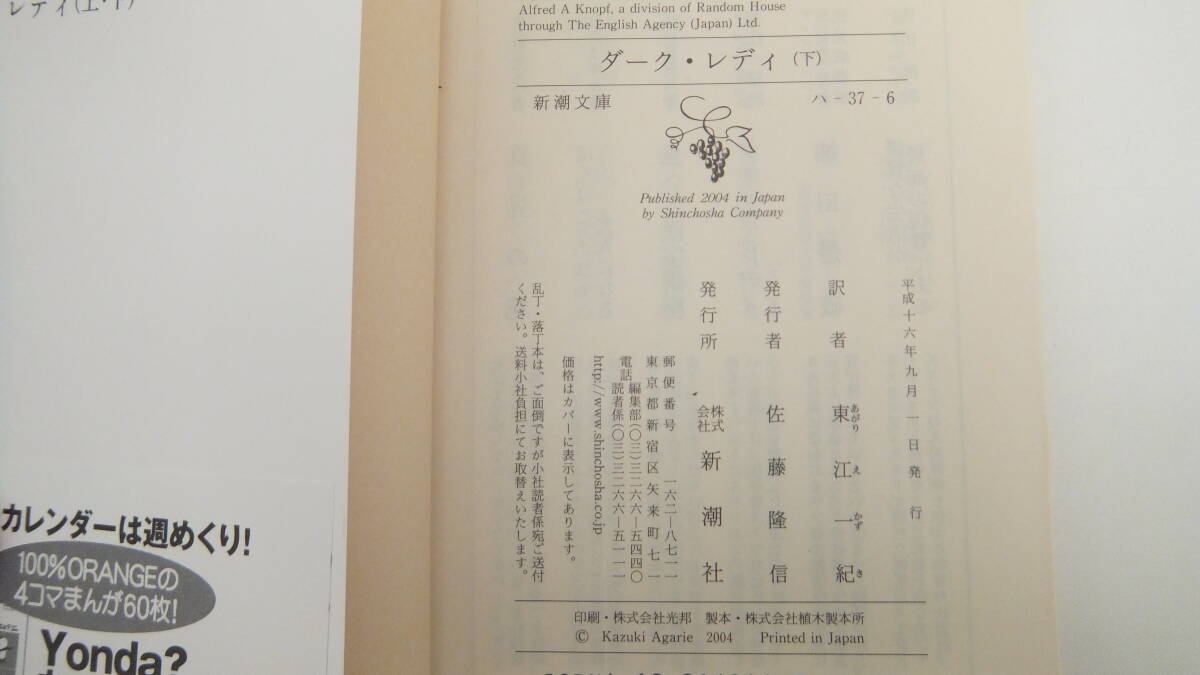 レディ(上・下)
Alfred A Knopf, a division of Random House
through The English Agency (Japan) Ltd.
ダーク・レディ(下)
新潮文庫
ハ-37-6
Published 2004 in Japan
by Shinchosha Company
平成十六年九月一日発行
訳者 東江一紀
あがり え かず き
発行者 佐藤隆信
発行所 株式会社 新潮社
郵便番号 一六二-八七一一
東京都新宿区矢来町七一
電話 編集部(〇三)三二六六-五四四〇
読者係(〇三)三二六六-五一一一
http://www.shinchosha.co.jp
価格はカバーに表示してあります。
乱丁・落丁本は、ご面倒ですが小社読者係宛ご送付
ください。送料小社負担にてお取替えいたします。
印刷・株式会社光邦 製本・株式会社植木製本所
© Kazuki Agarie 2004 Printed in Japan
カレンダーは週めくり!
100%ORANGEの
4コマまんが60枚!
Yonda?